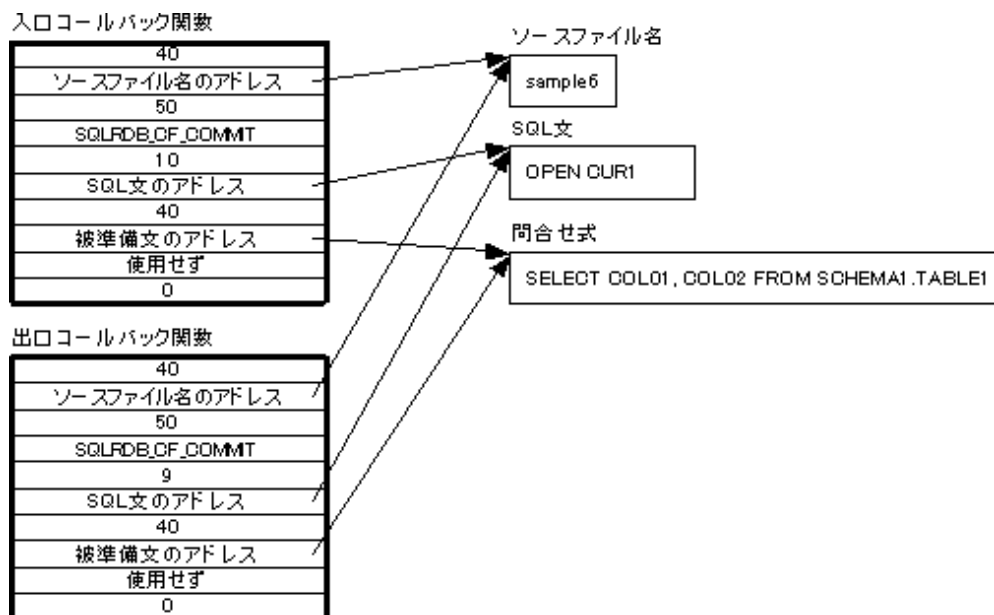 入口コールバック関数
40
ソースファイル名のアドレス
50
SQLRDB_CF_COMMIT
10
SQL文のアドレス
40
被準備文のアドレス
使用せず
0
ソースファイル名
sample6
SQL文
OPEN CUR1
問合せ式
SELECT COL01, COL02 FROM SCHEMA1.TABLE1
出口コールバック関数
40
ソースファイル名のアドレス
50
SQLRDB_CF_COMMIT
9
SQL文のアドレス
40
被準備文のアドレス
使用せず
0